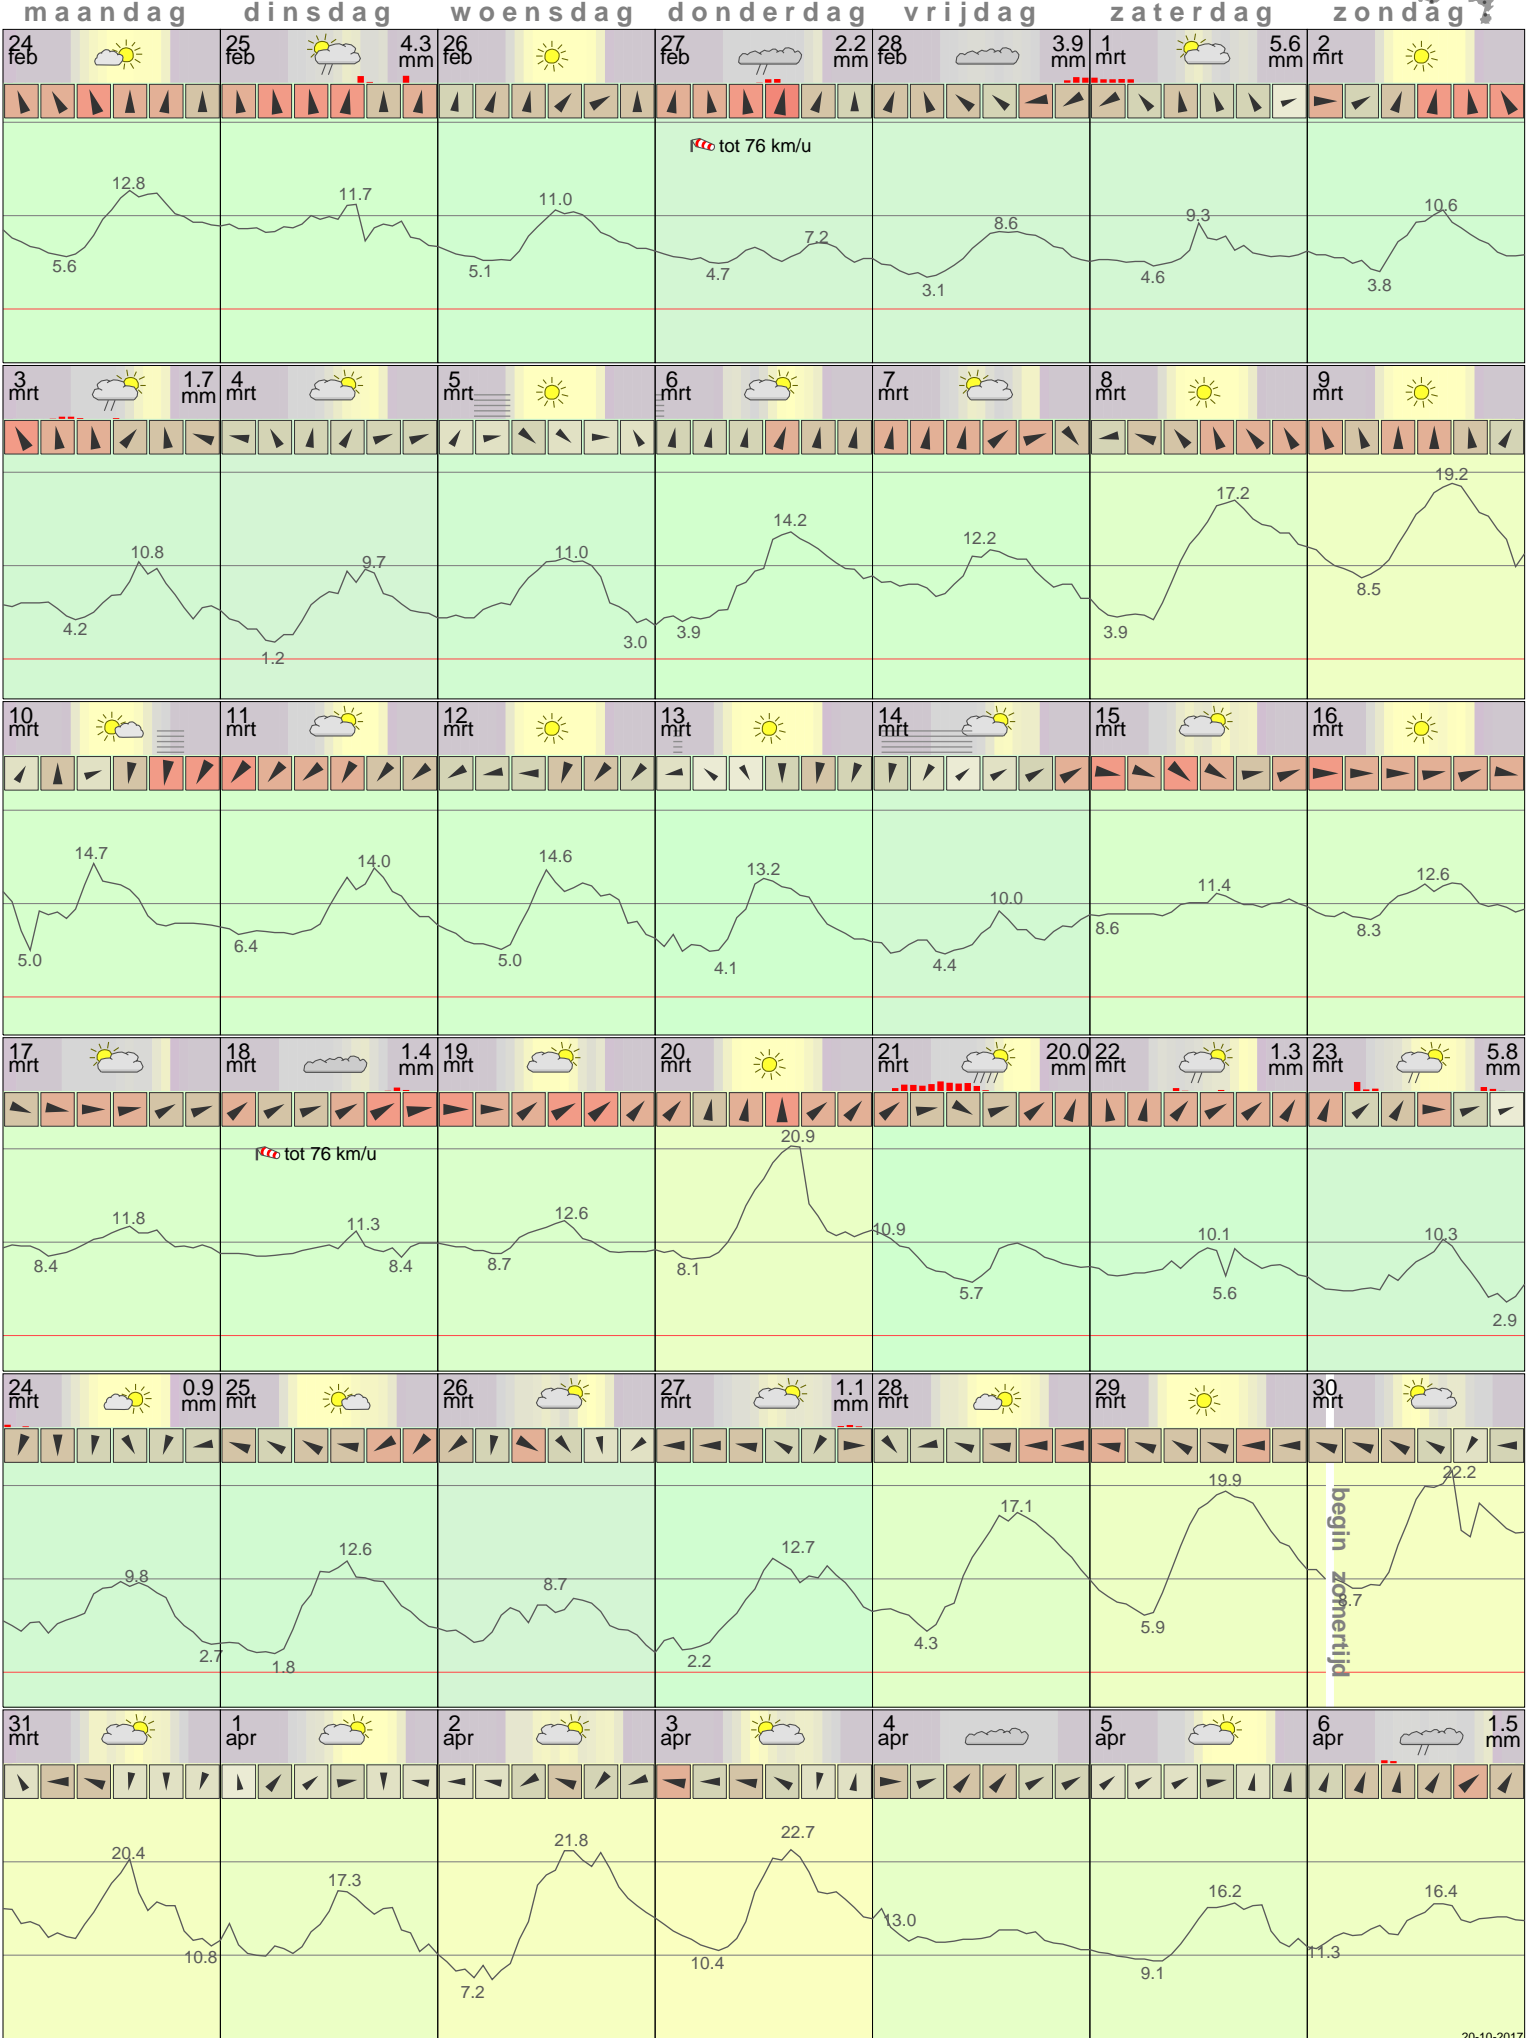 maandag dinsdag woensdag donderdag vrijdag zaterdag zondag
24 feb 25 feb 4.3 mm 26 feb 27 feb 2.2 mm 28 feb 3.9 mm 1 mrt 5.6 mm 2 mrt
tot 76 km/u
12.8 11.7 11.0 7.2 8.6 9.3 10.6
5.6 5.1 4.7 3.1 4.6 3.8
3 mrt 1.7 mm 4 mrt 5 mrt 6 mrt 7 mrt 8 mrt 9 mrt
10.8 9.7 11.0 14.2 12.2 17.2 19.2
4.2 1.2 3.0 3.9 3.9 8.5
10 mrt 11 mrt 12 mrt 13 mrt 14 mrt 15 mrt 16 mrt
14.7 14.0 14.6 13.2 10.0 11.4 12.6
5.0 6.4 5.0 4.1 4.4 8.6 8.3
17 mrt 18 mrt 1.4 mm 19 mrt 20 mrt 21 mrt 20.0 mm 22 mrt 1.3 mm 23 mrt 5.8 mm
tot 76 km/u
11.8 11.3 12.6 20.9 10.9 10.1 10.3
8.4 8.4 8.7 8.1 5.7 5.6 2.9
24 mrt 0.9 mm 25 mrt 26 mrt 27 mrt 1.1 mm 28 mrt 29 mrt 30 mrt
begin zomertijd
9.8 12.6 8.7 12.7 17.1 19.9 22.2
2.7 1.8 2.2 4.3 5.9 8.7
31 mrt 1 apr 2 apr 3 apr 4 apr 5 apr 6 apr 1.5 mm
20.4 17.3 21.8 22.7 13.0 16.2 16.4
10.8 7.2 10.4 9.1 11.3
20-10-2017